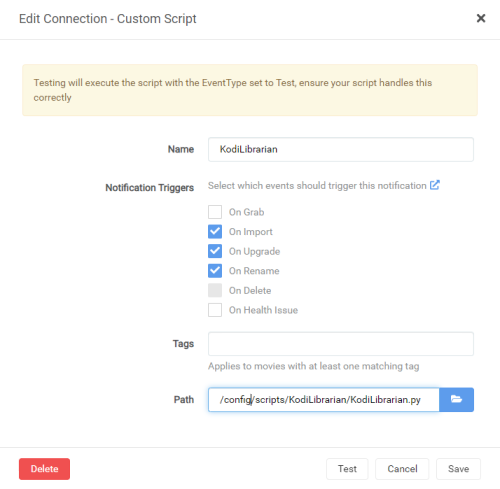 Edit Connection - Custom Script
Testing will execute the script with the EventType set to Test, ensure your script handles this
correctly
Name
KodiLibrarian
Notification Triggers
Select which events should trigger this notification
On Grab
On Import
On Upgrade
On Rename
On Delete
On Health Issue
Tags
Applies to movies with at least one matching tag
Path
/config/scripts/KodiLibrarian/KodiLibrarian.py
Delete
Test
Cancel
Save